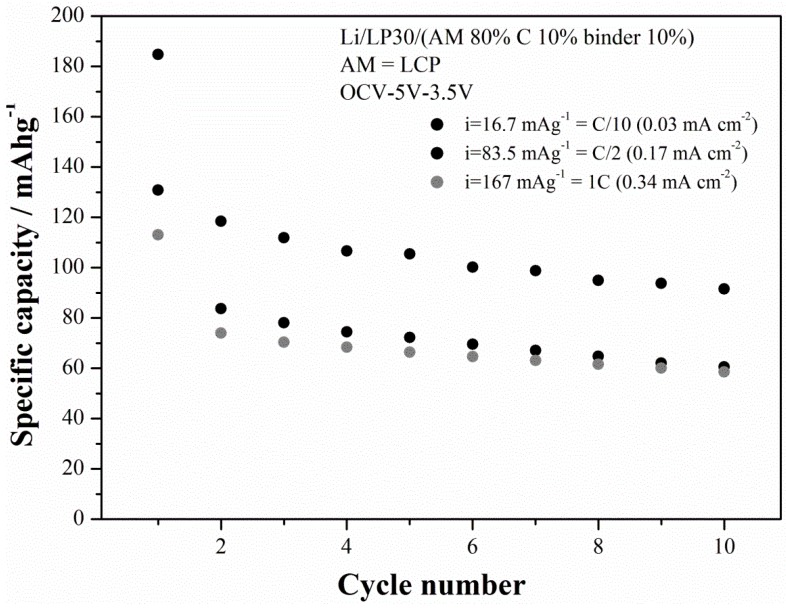 200
180
160
140
120
100
80
60
40
20
0
Specific capacity / mAhg⁻¹
Li/LP30/(AM 80% C 10% binder 10%)
AM = LCP
OCV-5V-3.5V
i=16.7 mAg⁻¹ = C/10 (0.03 mA cm⁻²)
i=83.5 mAg⁻¹ = C/2 (0.17 mA cm⁻²)
i=167 mAg⁻¹ = 1C (0.34 mA cm⁻²)
2 4 6 8 10
Cycle number